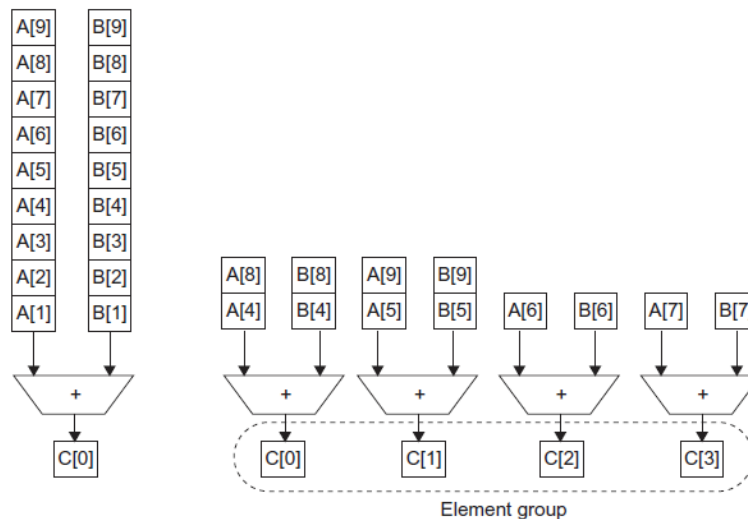 A[9] B[9]
A[8] B[8]
A[7] B[7]
A[6] B[6]
A[5] B[5]
A[4] B[4]
A[3] B[3]
A[2] B[2]
A[1] B[1]
+
C[0]
A[8] B[8] A[9] B[9]
A[4] B[4] A[5] B[5] A[6] B[6] A[7] B[7
+ + + +
C[0] C[1] C[2] C[3]
Element group